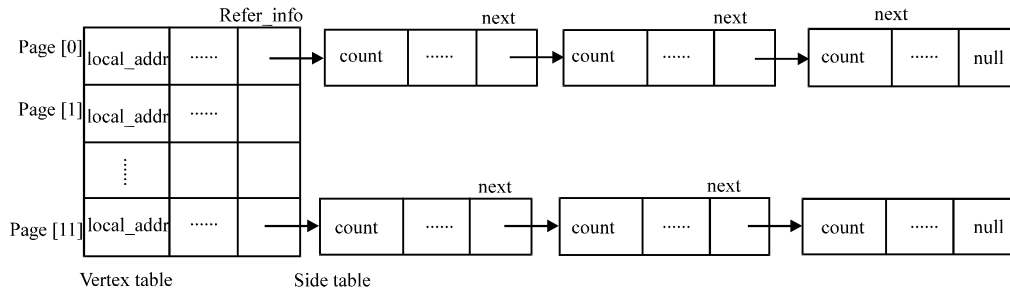 Refer_info next next
Page [0] local_addr ...... count ...... count ...... count ...... null
Page [1] local_addr ......
......
next next
Page [11] local_addr ...... count ...... count ...... count ...... null
Vertex table Side table